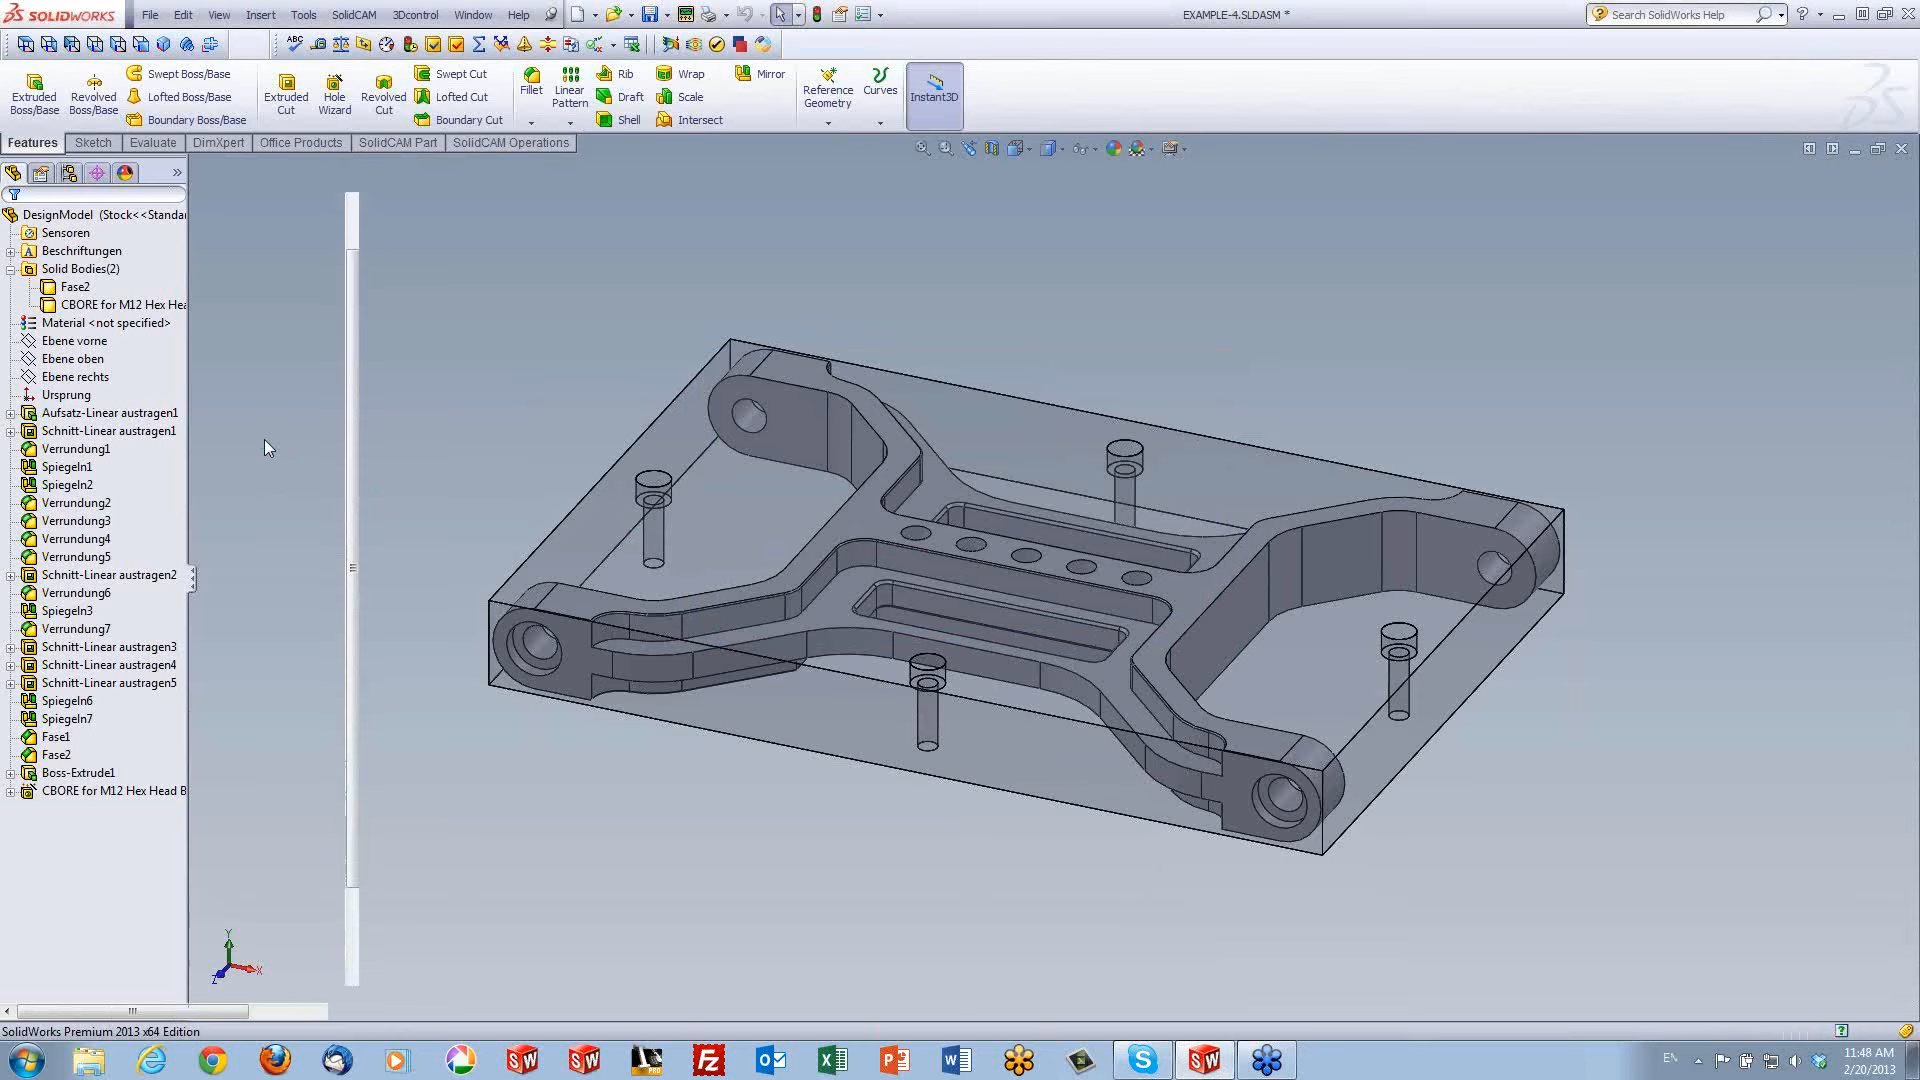 SOLIDWORKS File Edit View Insert Tools SolidCAM 3Dcontrol Window Help EXAMPLE-4.SLDASM * Search SolidWorks Help
Extruded Boss/Base
Revolved Boss/Base
Swept Boss/Base
Lofted Boss/Base
Boundary Boss/Base
Extruded Cut
Hole Wizard
Revolved Cut
Swept Cut
Lofted Cut
Boundary Cut
Fillet
Linear Pattern
Rib
Draft
Shell
Wrap
Scale
Intersect
Mirror
Reference Geometry
Curves
Instant3D
Features Sketch Evaluate DimXpert Office Products SolidCAM Part SolidCAM Operations
DesignModel (Stock<<Standa
Sensoren
Beschriftungen
Solid Bodies(2)
Fase2
CBORE for M12 Hex Hea
Material <not specified>
Ebene vorne
Ebene oben
Ebene rechts
Ursprung
Aufsatz-Linear austragen1
Schnitt-Linear austragen1
Verrundung1
Spiegeln1
Spiegeln2
Verrundung2
Verrundung3
Verrundung4
Verrundung5
Schnitt-Linear austragen2
Verrundung6
Spiegeln3
Verrundung7
Schnitt-Linear austragen3
Schnitt-Linear austragen4
Schnitt-Linear austragen5
Spiegeln6
Spiegeln7
Fase1
Fase2
Boss-Extrude1
CBORE for M12 Hex Head B
Y
X
Z
SolidWorks Premium 2013 x64 Edition
EN
11:48 AM
2/20/2013